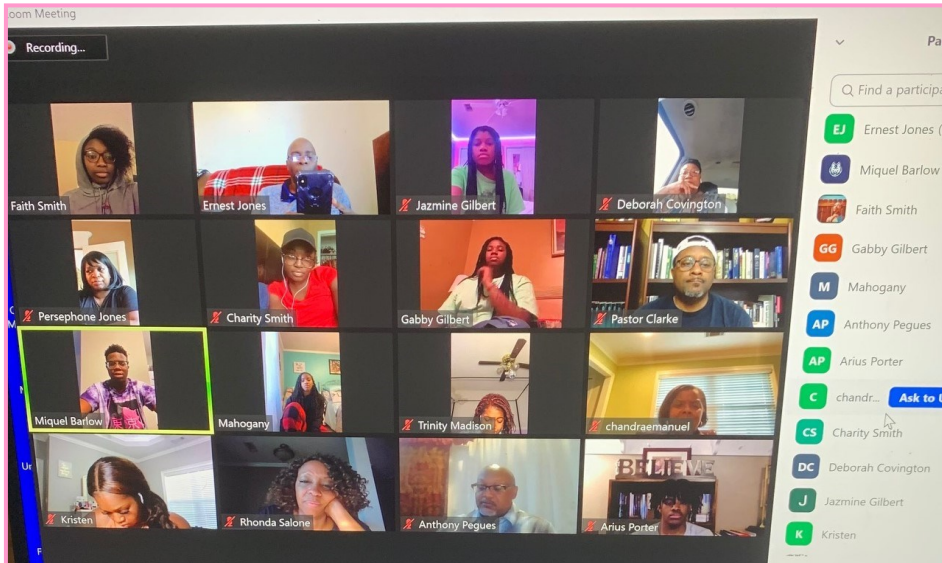 oom Meeting
Recording...
Faith Smith
Ernest Jones
Jazmine Gilbert
Deborah Covington
Persephone Jones
Charity Smith
Gabby Gilbert
Pastor Clarke
Miquel Barlow
Mahogany
Trinity Madison
chandraemanuel
Kristen
Rhonda Salone
BELIEVE
Anthony Pegues
Arius Porter
Pa
Find a participa
EJ Ernest Jones (
Miquel Barlow
Faith Smith
GG Gabby Gilbert
M Mahogany
AP Anthony Pegues
AP Arius Porter
C chandr... Ask to U
CS Charity Smith
DC Deborah Covington
J Jazmine Gilbert
K Kristen